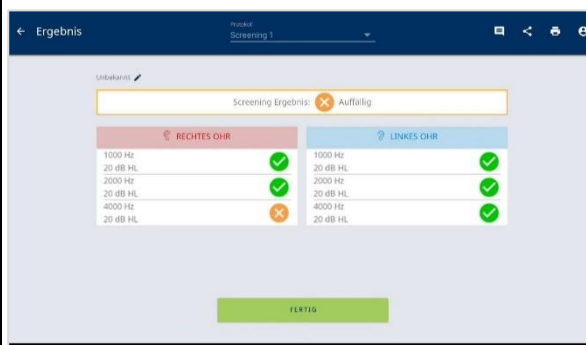 Ergebnis
Protokoll
Screening 1
Unbekannt
Screening Ergebnis: Auffällig
RECHTES OHR
1000 Hz
20 dB HL
2000 Hz
20 dB HL
4000 Hz
20 dB HL
LINKES OHR
1000 Hz
20 dB HL
2000 Hz
20 dB HL
4000 Hz
20 dB HL
FERTIG